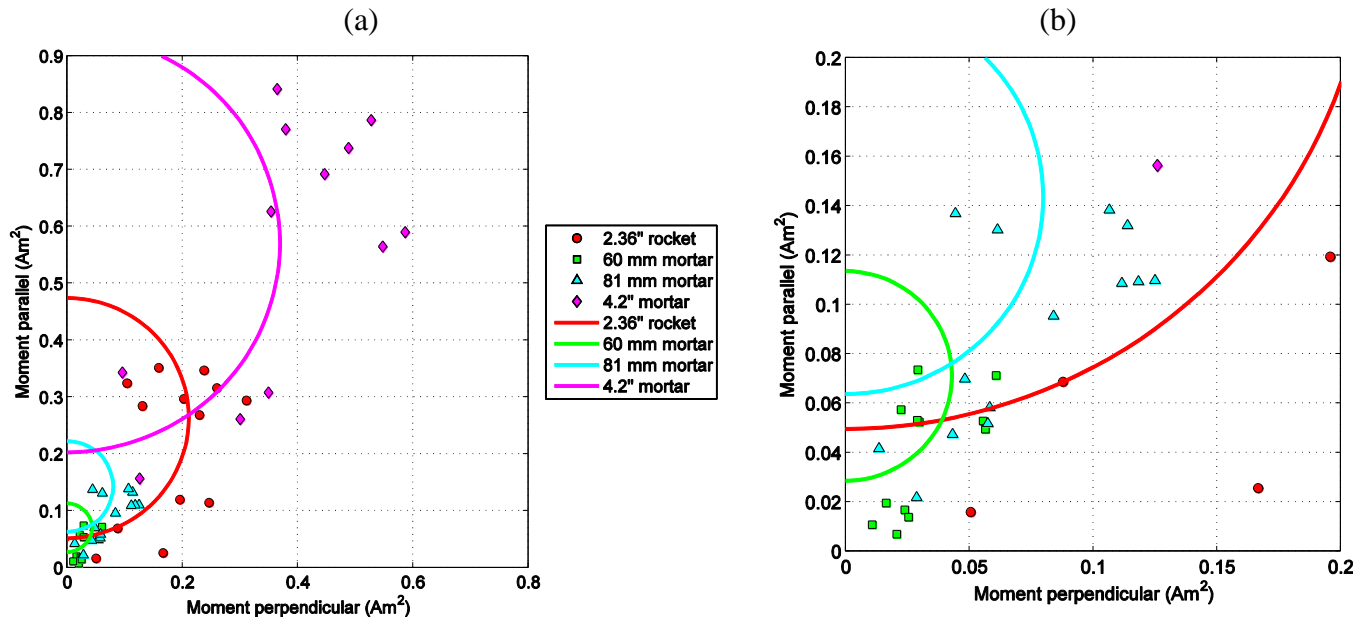 (a)
(b)
0.9
0.8
0.7
0.6
0.5
0.4
0.3
0.2
0.1
0
Moment parallel (Am²)
0
0.2
0.4
0.6
0.8
Moment perpendicular (Am²)
2.36" rocket
60 mm mortar
81 mm mortar
4.2" mortar
2.36" rocket
60 mm mortar
81 mm mortar
4.2" mortar
0.2
0.18
0.16
0.14
0.12
0.1
0.08
0.06
0.04
0.02
0
Moment parallel (Am²)
0
0.05
0.1
0.15
0.2
Moment perpendicular (Am²)